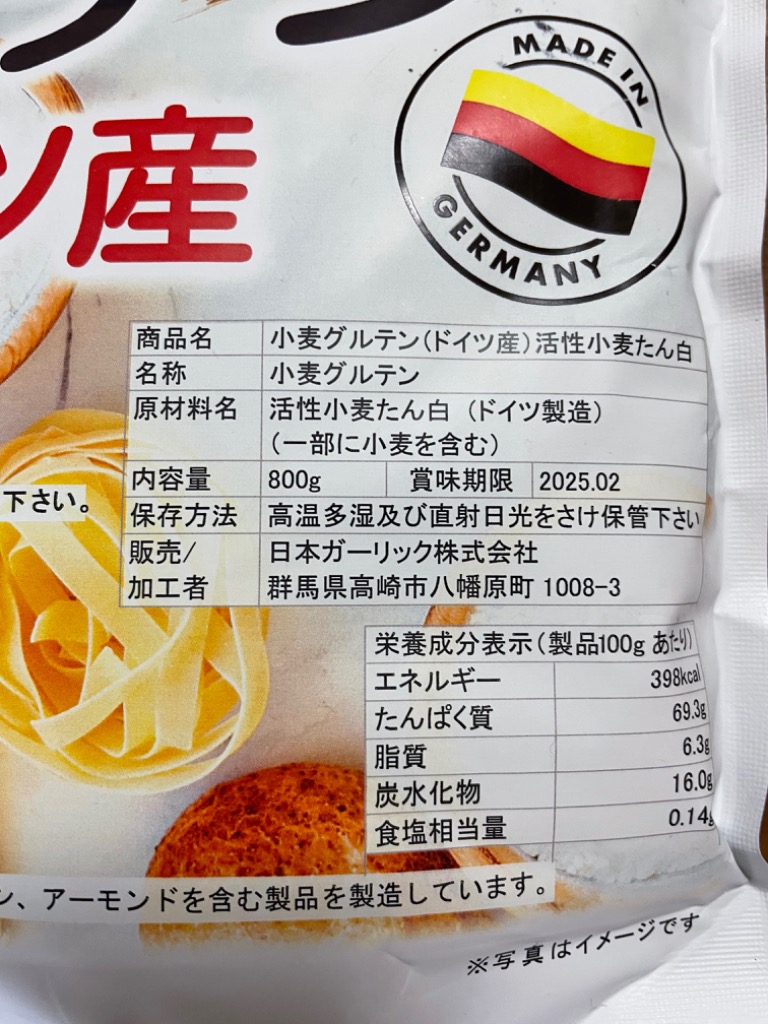 MADE IN
GERMANY
ツ産
商品名 小麦グルテン(ドイツ産)活性小麦たん白
名称 小麦グルテン
原材料名 活性小麦たん白 (ドイツ製造)
(一部に小麦を含む)
内容量 800g 賞味期限 2025.02
下さい。
保存方法 高温多湿及び直射日光をさけ保管下さい
販売/ 日本ガーリック株式会社
加工者 群馬県高崎市八幡原町 1008-3
栄養成分表示(製品100g あたり)
エネルギー 398kcal
たんぱく質 69.3g
脂質 6.3g
炭水化物 16.0g
食塩相当量 0.14g
、アーモンドを含む製品を製造しています。
※写真はイメージです